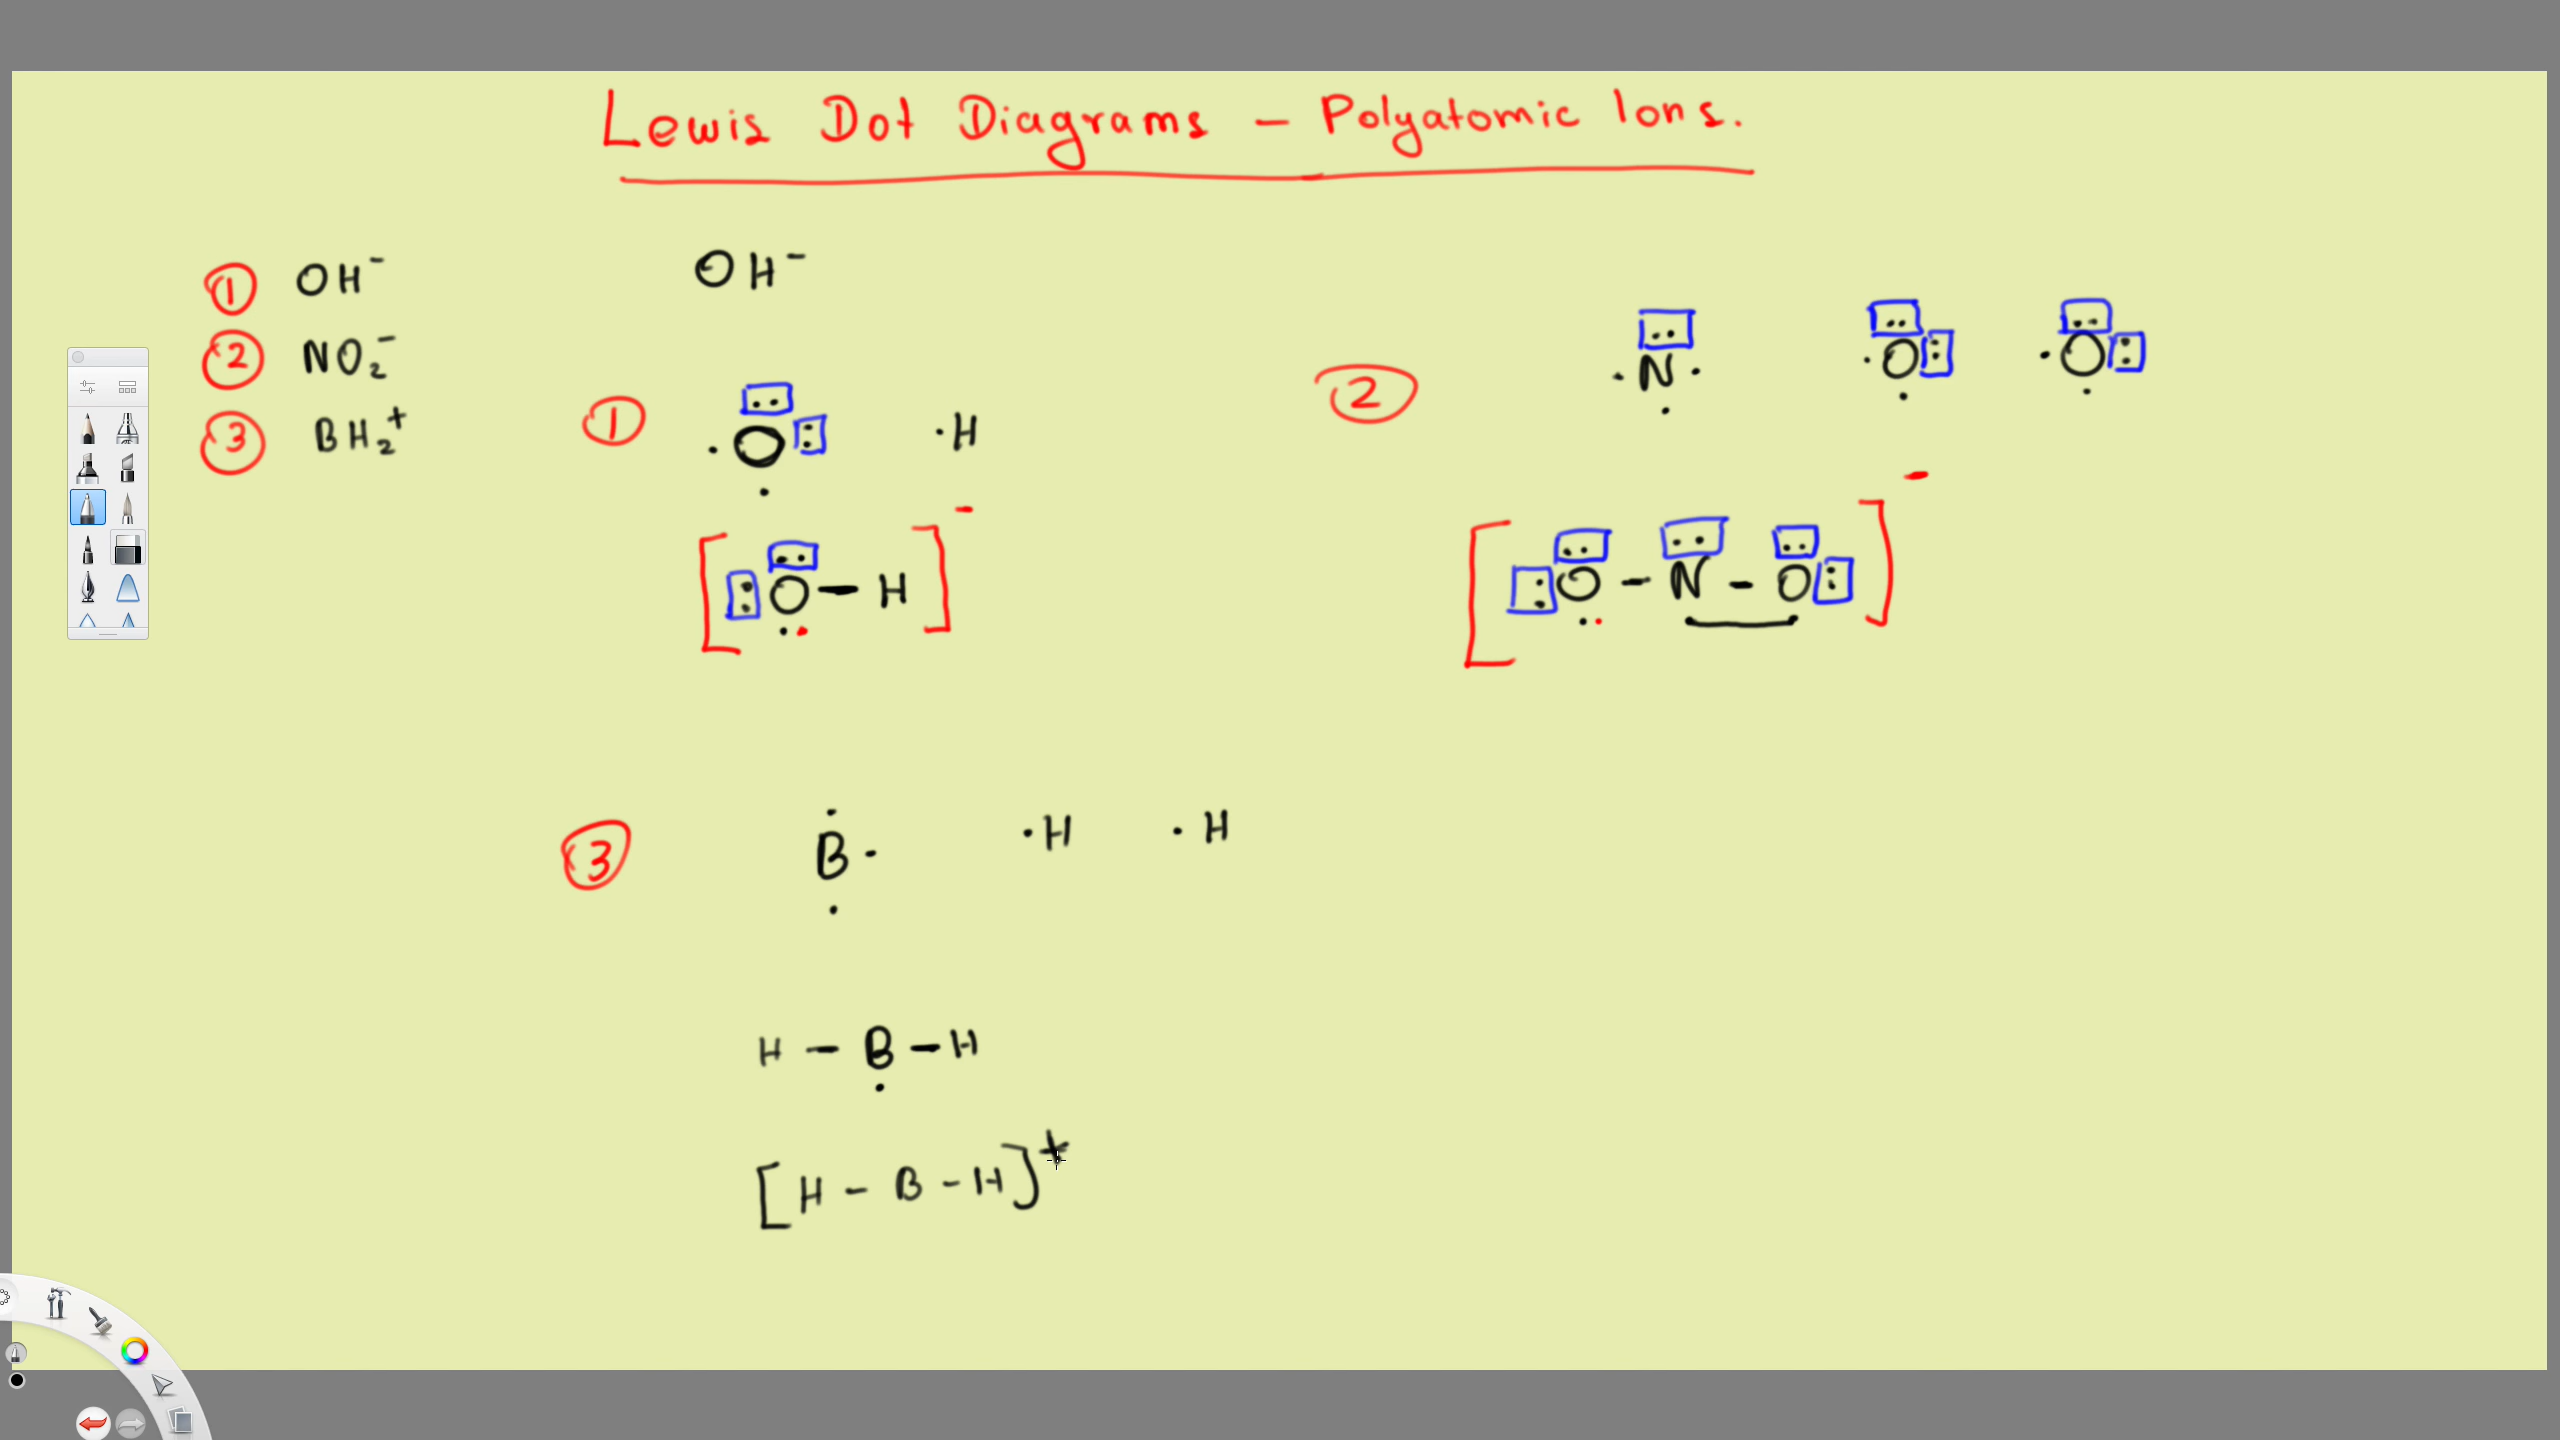 Lewis Dot Diagrams - Polyatomic Ions.
① OH⁻
② NO₂⁻
③ BH₂⁺
OH⁻
① · O : · H
[ : O - H ]⁻
② · N · · O : · O :
[ : O - N - O : ]⁻
③ B · · H · H
H - B - H
[ H - B - H ]⁺